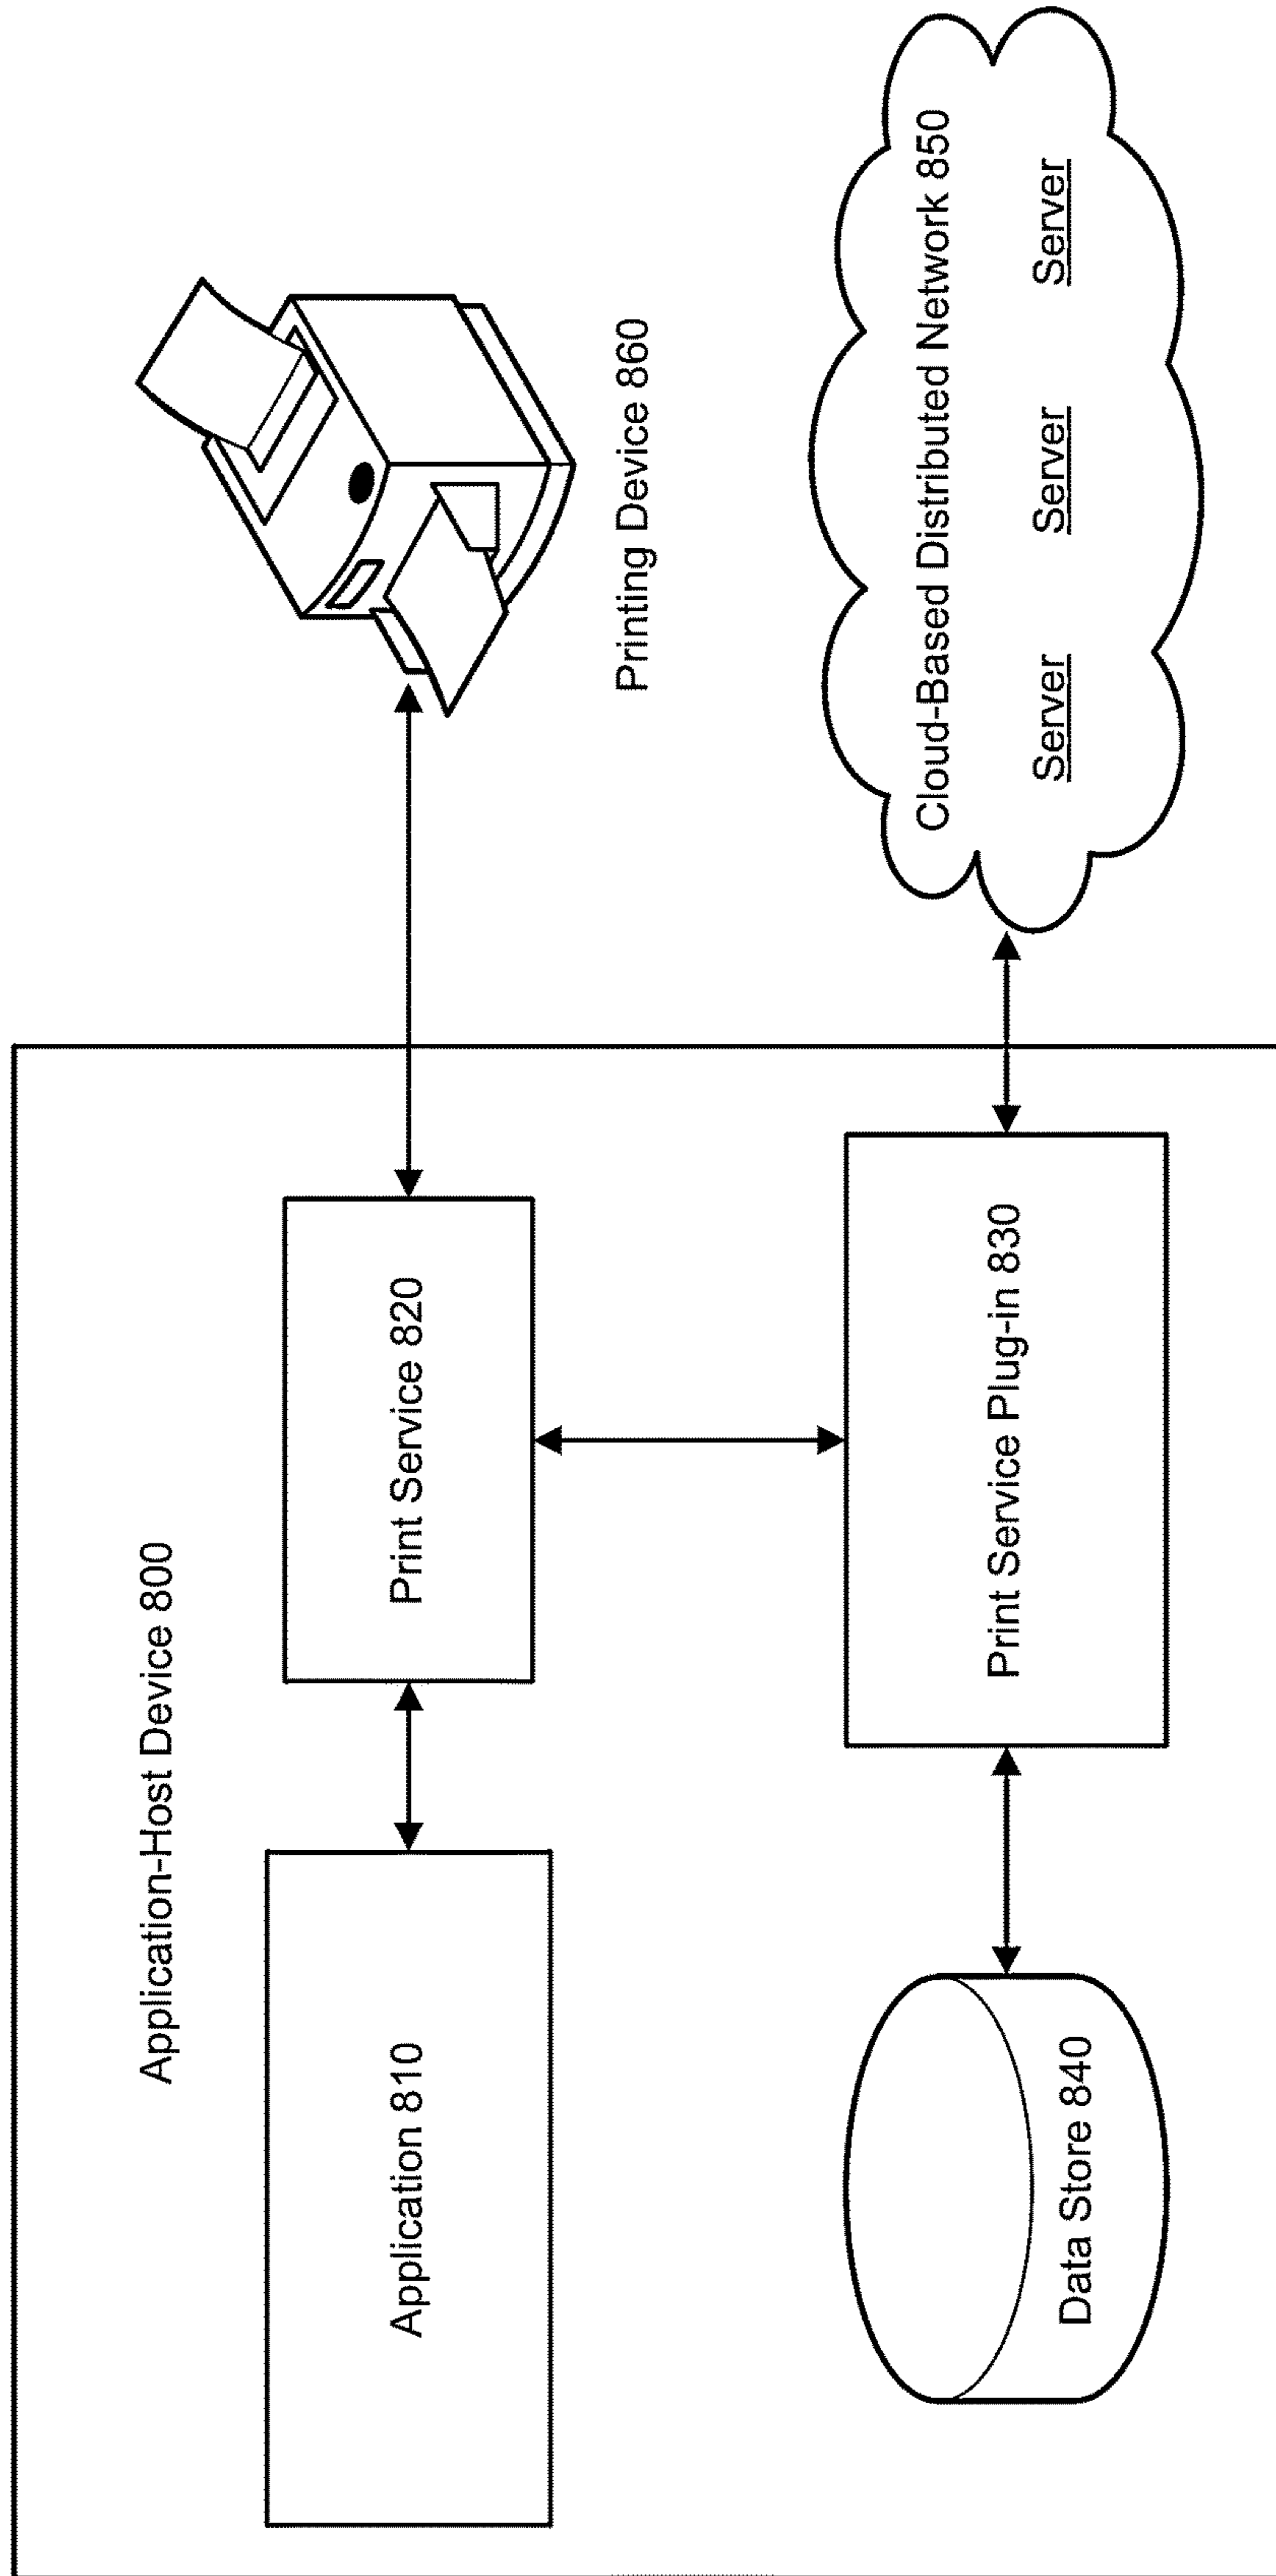 Application-Host Device 800
Application 810
Print Service 820
Printing Device 860
Data Store 840
Print Service Plug-in 830
Cloud-Based Distributed Network 850
Server
Server
Server